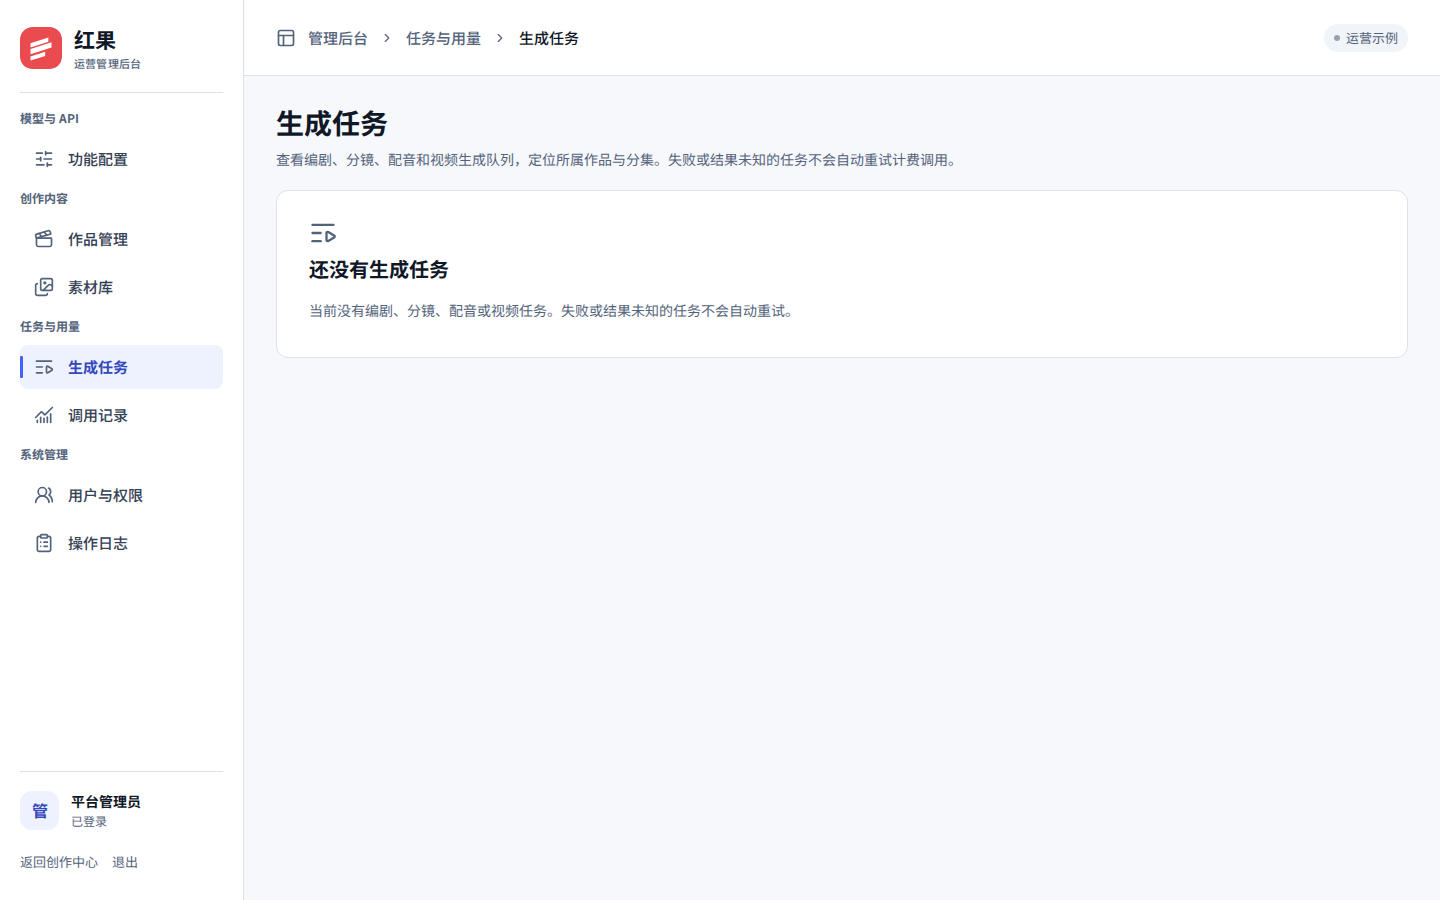 红果
运营管理后台
模型与 API
功能配置
创作内容
作品管理
素材库
任务与用量
生成任务
调用记录
系统管理
用户与权限
操作日志
管
平台管理员
已登录
返回创作中心 退出
管理后台 > 任务与用量 > 生成任务
运营示例
生成任务
查看编剧、分镜、配音和视频生成队列，定位所属作品与分集。失败或结果未知的任务不会自动重试计费调用。
还没有生成任务
当前没有编剧、分镜、配音或视频任务。失败或结果未知的任务不会自动重试。